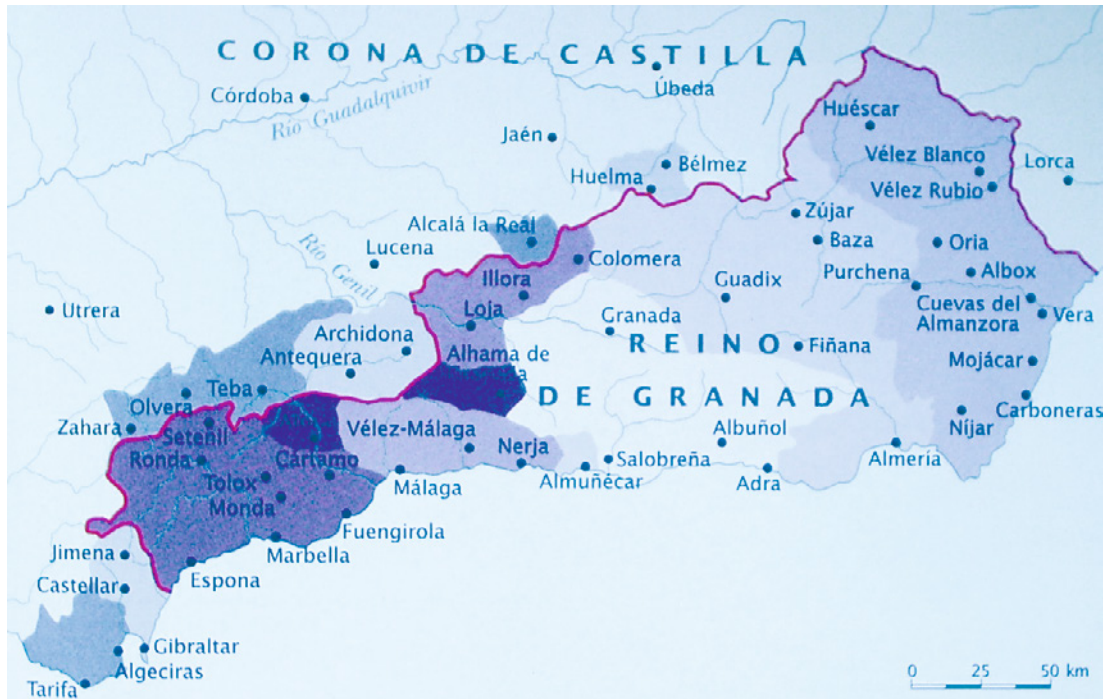 CORONA DE CASTILLA
Úbeda
Córdoba
Río Guadalquivir
Huéscar
Jaén
Vélez Blanco
Lorca
Bélmez
Huelma
Vélez Rubio
Zújar
Alcalá la Real
Lucena
Baza
Oria
Río Genil
Colomera
Illora
Guadix
Purchena
Albox
Utrera
Loja
Granada
Cuevas del
Almanzora
Vera
Archidona
REINO
Fiñana
Antequera
Alhama de
Mojácar
Teba
DE GRANADA
Olvera
Carboneras
Zahara
Setenil
Vélez-Málaga
Nerja
Albuñol
Níjar
Ronda
Cártamo
Salobreña
Almería
Tolox
Málaga
Almuñécar
Adra
Monda
Fuengirola
Marbella
Jimena
Espona
Castellar
Gibraltar
Algeciras
Tarifa
0 25 50 km